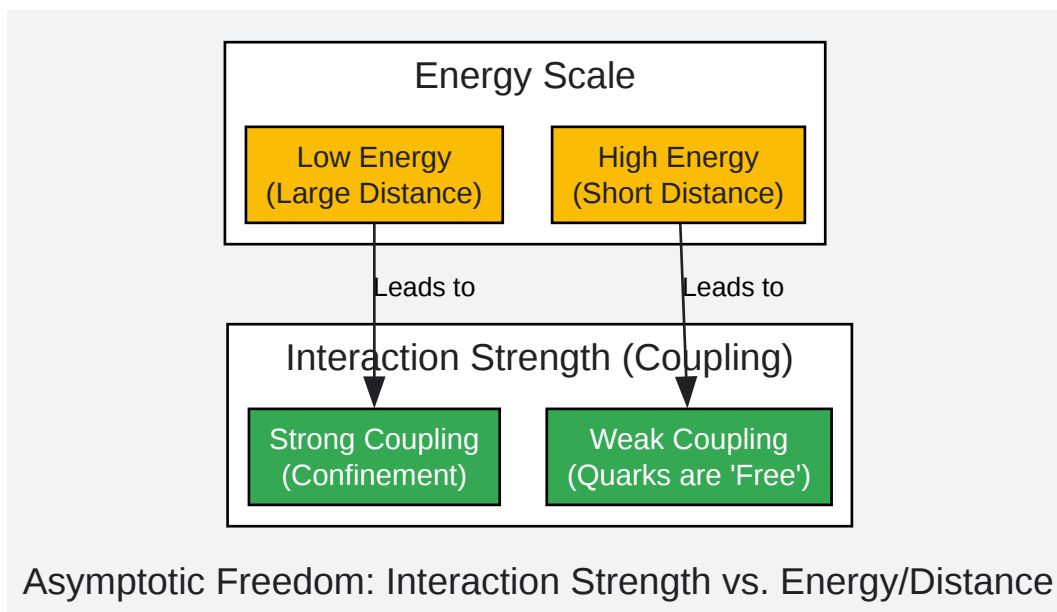 Energy Scale
Low Energy
(Large Distance)
High Energy
(Short Distance)
Leads to
Leads to
Interaction Strength (Coupling)
Strong Coupling
(Confinement)
Weak Coupling
(Quarks are 'Free')
Asymptotic Freedom: Interaction Strength vs. Energy/Distance